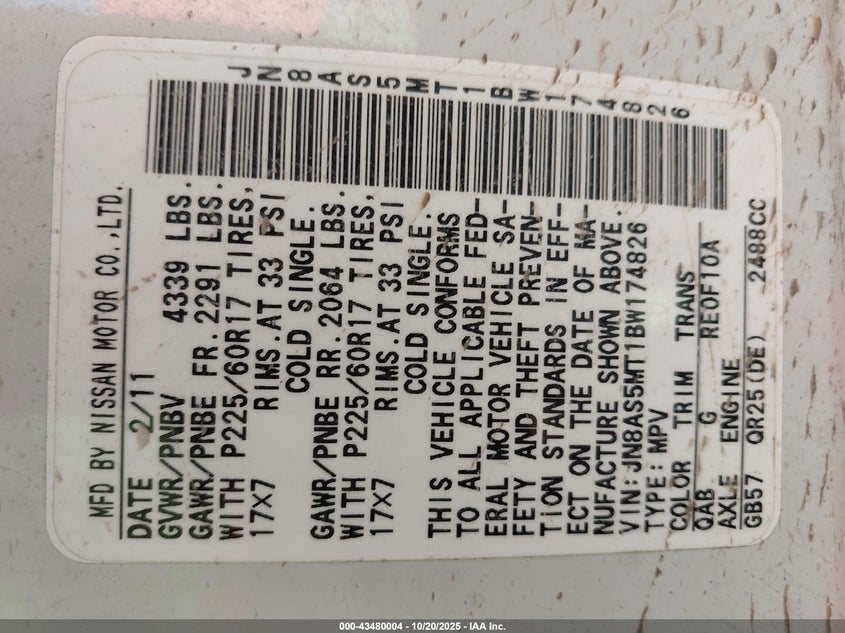 JN8AS5MT1BW174826
MFD BY NISSAN MOTOR CO.,LTD.
DATE 2/11
GVWR/PNBV 4339 LBS.
GAWR/PNBE FR.2291 LBS.
WITH P225/60R17 TIRES,
17X7 RIMS.AT 33 PSI
COLD SINGLE.
GAWR/PNBE RR.2064 LBS.
WITH P225/60R17 TIRES,
17X7 RIMS.AT 33 PSI
COLD SINGLE.
THIS VEHICLE CONFORMS
TO ALL APPLICABLE FED-
ERAL MOTOR VEHICLE SA-
FETY AND THEFT PREVEN-
TION STANDARDS IN EFF-
ECT ON THE DATE OF MA-
NUFACTURE SHOWN ABOVE.
VIN:JN8AS5MT1BW174826
TYPE:MPV
COLOR TRIM TRANS
QAB G RE0F10A
AXLE ENGINE
GB57 QR25(DE) 2488CC
000-43480004 - 10/20/2025 - IAA Inc.